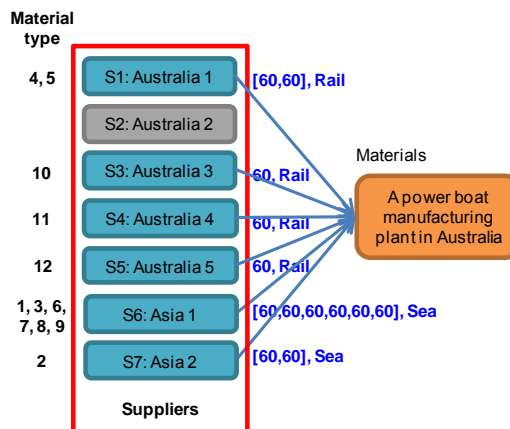 Material
type
4, 5
S1: Australia 1
[60,60], Rail
S2: Australia 2
Materials
10
S3: Australia 3
60, Rail
A power boat
manufacturing
plant in Australia
11
S4: Australia 4
60, Rail
12
S5: Australia 5
60, Rail
1, 3, 6,
7, 8, 9
S6: Asia 1
[60,60,60,60,60,60], Sea
2
S7: Asia 2
[60,60], Sea
Suppliers